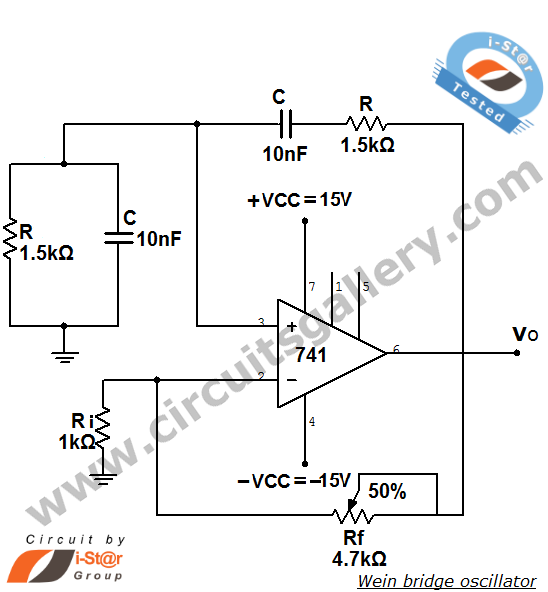 i-St@r
Tested
C
R
10nF
1.5kΩ
+VCC=15V
R
1.5kΩ
C
10nF
7
1
5
3
+
741
6
VO
2
−
Ri
1kΩ
4
−VCC=−15V
50%
Rf
4.7kΩ
www.circuitsgallery.com
Circuit by
i-St@r
Group
Wein bridge oscillator